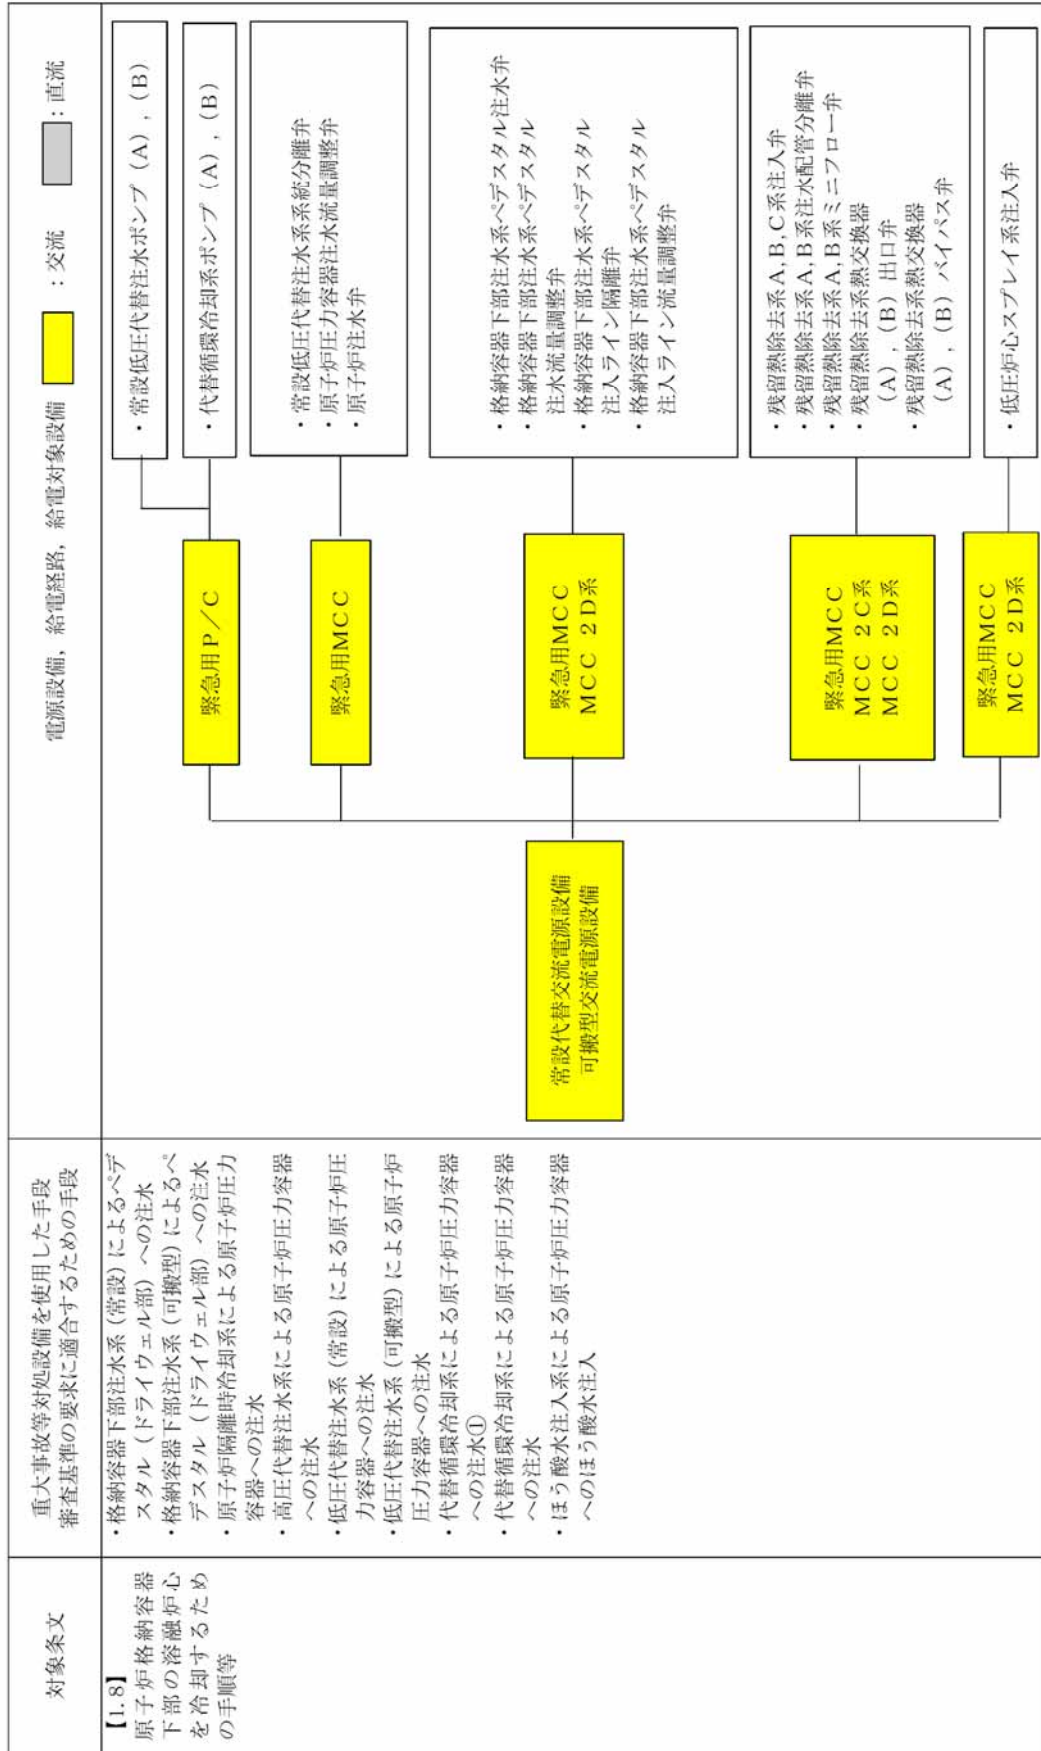 対象条文
重大事故等対処設備を使用した手段
審査基準の要求に適合するための手段
電源設備,給電経路,給電対象設備
:交流
:直流
【1.8】
原子炉格納容器
下部の溶融炉心
を冷却するため
の手順等
・格納容器下部注水系(常設)によるペデ
スタル(ドライウェル部)への注水
・格納容器下部注水系(可搬型)によるペ
デスタル(ドライウェル部)への注水
・原子炉隔離時冷却系による原子炉圧力
容器への注水
・高圧代替注水系による原子炉圧力容器
への注水
・低圧代替注水系(常設)による原子炉圧
力容器への注水
・低圧代替注水系(可搬型)による原子炉
圧力容器への注水
・代替循環冷却系による原子炉圧力容器
への注水①
・代替循環冷却系による原子炉圧力容器
への注水
・ほう酸水注入系による原子炉圧力容器
へのほう酸水注入
常設代替交流電源設備
可搬型交流電源設備
緊急用P/C
・常設低圧代替注水ポンプ(A),(B)
・代替循環冷却系ポンプ(A),(B)
緊急用MCC
・常設低圧代替注水系系統分離弁
・原子炉圧力容器注水流量調整弁
・原子炉注水弁
緊急用MCC
MCC 2D系
・格納容器下部注水系ペデスタル注水弁
・格納容器下部注水系ペデスタル
注水流量調整弁
・格納容器下部注水系ペデスタル
注入ライン隔離弁
・格納容器下部注水系ペデスタル
注入ライン流量調整弁
緊急用MCC
MCC 2C系
MCC 2D系
・残留熱除去系A,B,C系注入弁
・残留熱除去系A,B系注水配管分離弁
・残留熱除去系A,B系ミニフロー弁
・残留熱除去系熱交換器
(A),(B)出口弁
・残留熱除去系熱交換器
(A),(B)バイパス弁
緊急用MCC
MCC 2D系
・低圧炉心スプレイ系注入弁